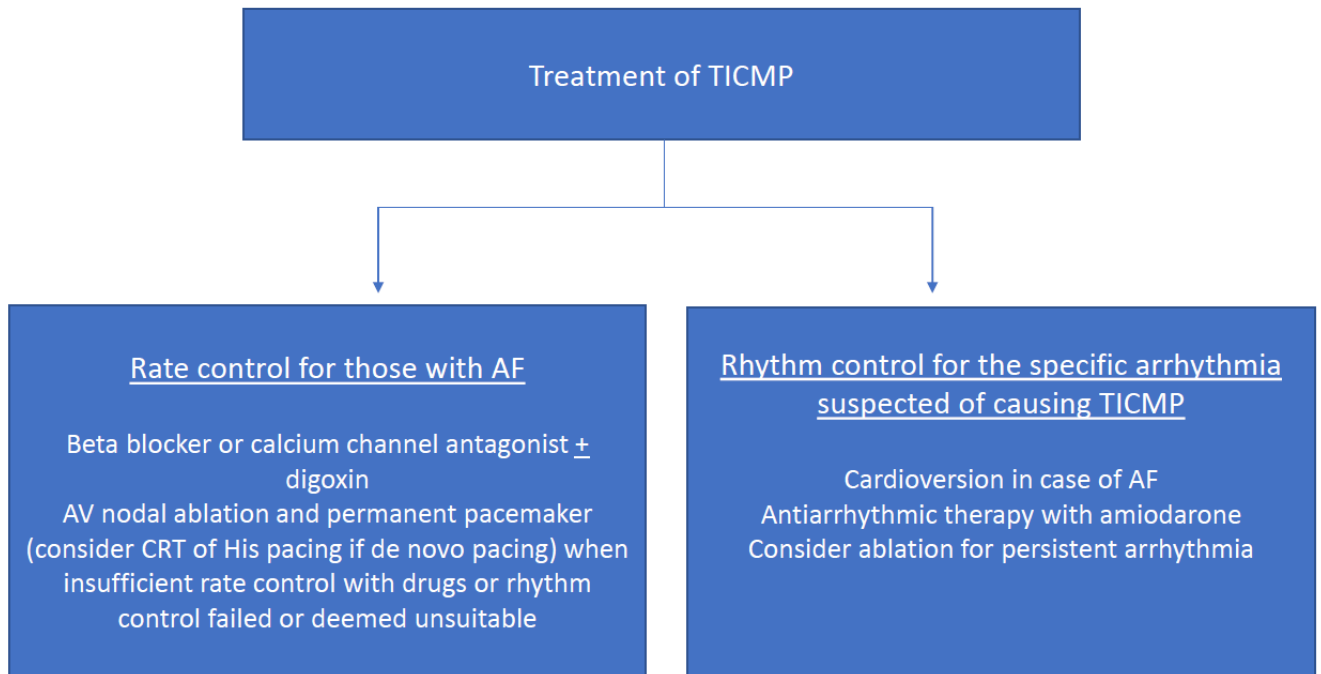 Treatment of TICMP
Rate control for those with AF
Beta blocker or calcium channel antagonist +
digoxin
AV nodal ablation and permanent pacemaker
(consider CRT of His pacing if de novo pacing) when
insufficient rate control with drugs or rhythm
control failed or deemed unsuitable
Rhythm control for the specific arrhythmia
suspected of causing TICMP
Cardioversion in case of AF
Antiarrhythmic therapy with amiodarone
Consider ablation for persistent arrhythmia